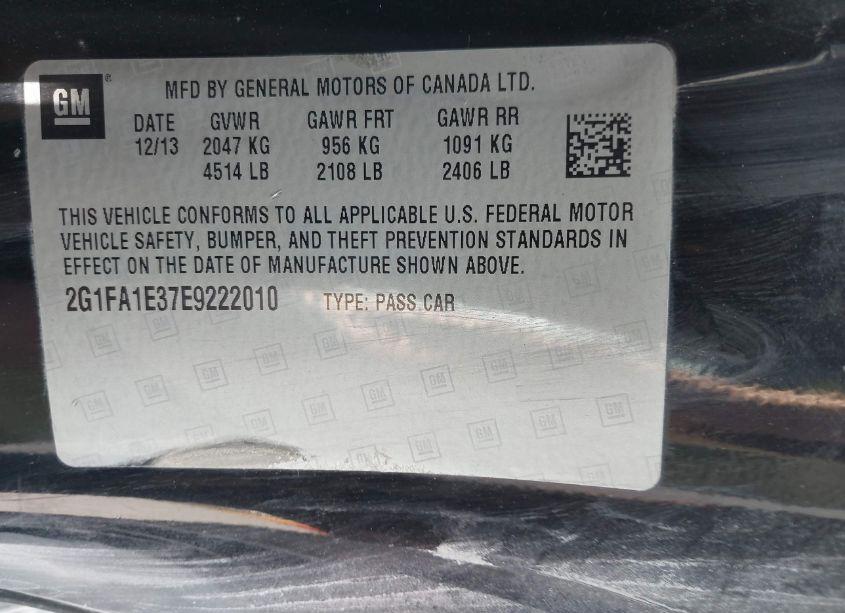 GM
MFD BY GENERAL MOTORS OF CANADA LTD.
DATE GVWR GAWR FRT GAWR RR
12/13 2047 KG 956 KG 1091 KG
4514 LB 2108 LB 2406 LB
THIS VEHICLE CONFORMS TO ALL APPLICABLE U.S. FEDERAL MOTOR
VEHICLE SAFETY, BUMPER, AND THEFT PREVENTION STANDARDS IN
EFFECT ON THE DATE OF MANUFACTURE SHOWN ABOVE.
2G1FA1E37E9222010 TYPE: PASS CAR